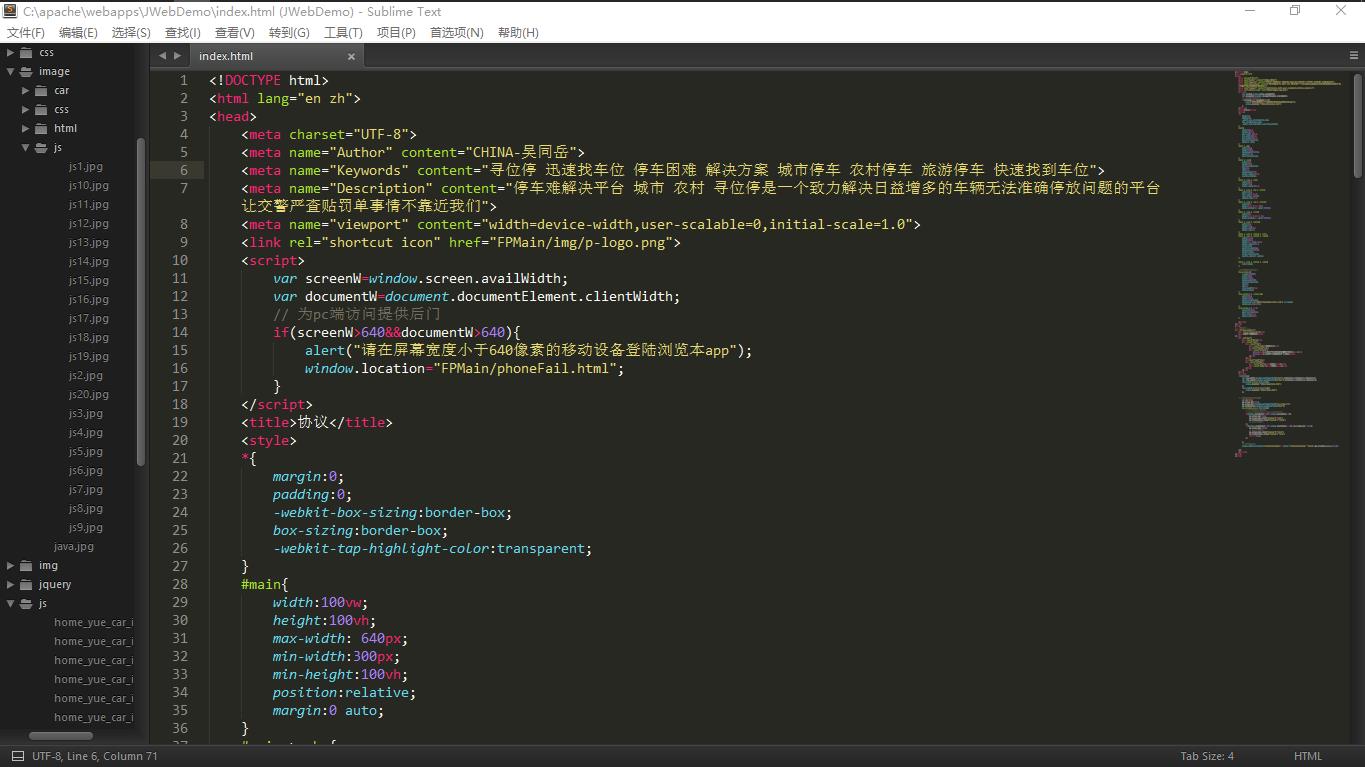 C:\apache\webapps\JWebDemo\index.html (JWebDemo) - Sublime Text
文件(F) 编辑(E) 选择(S) 查找(I) 查看(V) 转到(G) 工具(T) 项目(P) 首选项(N) 帮助(H)
css
image
car
css
html
js
js1.jpg
js10.jpg
js11.jpg
js12.jpg
js13.jpg
js14.jpg
js15.jpg
js16.jpg
js17.jpg
js18.jpg
js19.jpg
js2.jpg
js20.jpg
js3.jpg
js4.jpg
js5.jpg
js6.jpg
js7.jpg
js8.jpg
js9.jpg
java.jpg
img
jquery
js
home_yue_car_i
home_yue_car_i
home_yue_car_i
home_yue_car_i
home_yue_car_i
home_yue_car_i
index.html
1 <!DOCTYPE html>
2 <html lang="en zh">
3 <head>
4 <meta charset="UTF-8">
5 <meta name="Author" content="CHINA-吴同岳">
6 <meta name="Keywords" content="寻位停 迅速找车位 停车困难 解决方案 城市停车 农村停车 旅游停车 快速找到车位">
7 <meta name="Description" content="停车难解决平台 城市 农村 寻位停是一个致力解决日益增多的车辆无法准确停放问题的平台
让交警严查贴罚单事情不靠近我们">
8 <meta name="viewport" content="width=device-width,user-scalable=0,initial-scale=1.0">
9 <link rel="shortcut icon" href="FPMain/img/p-logo.png">
10 <script>
11 var screenW=window.screen.availWidth;
12 var documentW=document.documentElement.clientWidth;
13 // 为pc端访问提供后门
14 if(screenW>640&&documentW>640){
15 alert("请在屏幕宽度小于640像素的移动设备登陆浏览本app");
16 window.location="FPMain/phoneFail.html";
17 }
18 </script>
19 <title>协议</title>
20 <style>
21 *{
22 margin:0;
23 padding:0;
24 -webkit-box-sizing:border-box;
25 box-sizing:border-box;
26 -webkit-tap-highlight-color:transparent;
27 }
28 #main{
29 width:100vw;
30 height:100vh;
31 max-width: 640px;
32 min-width:300px;
33 min-height:100vh;
34 position:relative;
35 margin:0 auto;
36 }
UTF-8, Line 6, Column 71
Tab Size: 4
HTML